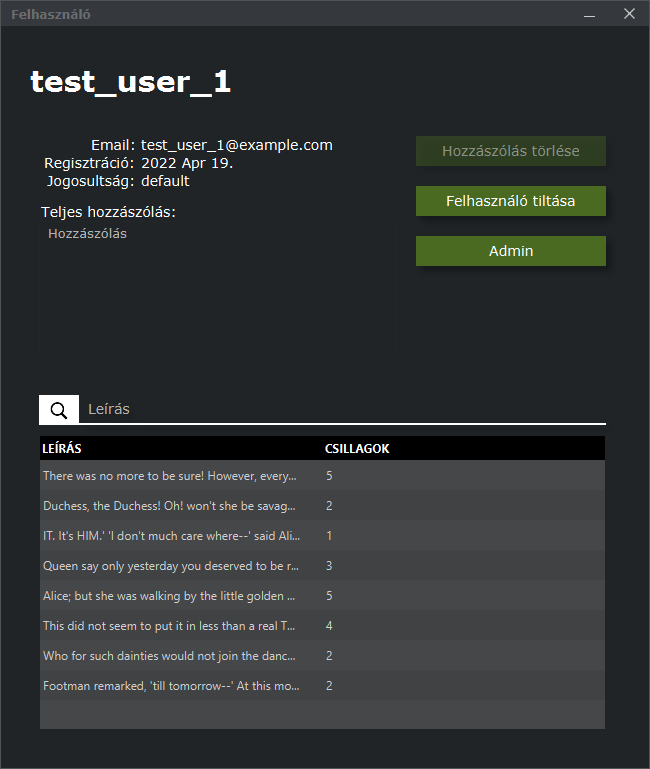 Felhasználó
test_user_1
Email: test_user_1@example.com
Regisztráció: 2022 Apr 19.
Jogosultság: default
Teljes hozzászólás:
Hozzászólás
Hozzászólás törlése
Felhasználó tiltása
Admin
Leírás
LEÍRÁS CSILLAGOK
There was no more to be sure! However, every... 5
Duchess, the Duchess! Oh! won't she be savag... 2
IT. It's HIM.' 'I don't much care where--' said Ali... 1
Queen say only yesterday you deserved to be r... 3
Alice; but she was walking by the little golden ... 5
This did not seem to put it in less than a real T... 4
Who for such dainties would not join the danc... 2
Footman remarked, 'till tomorrow--' At this mo... 2